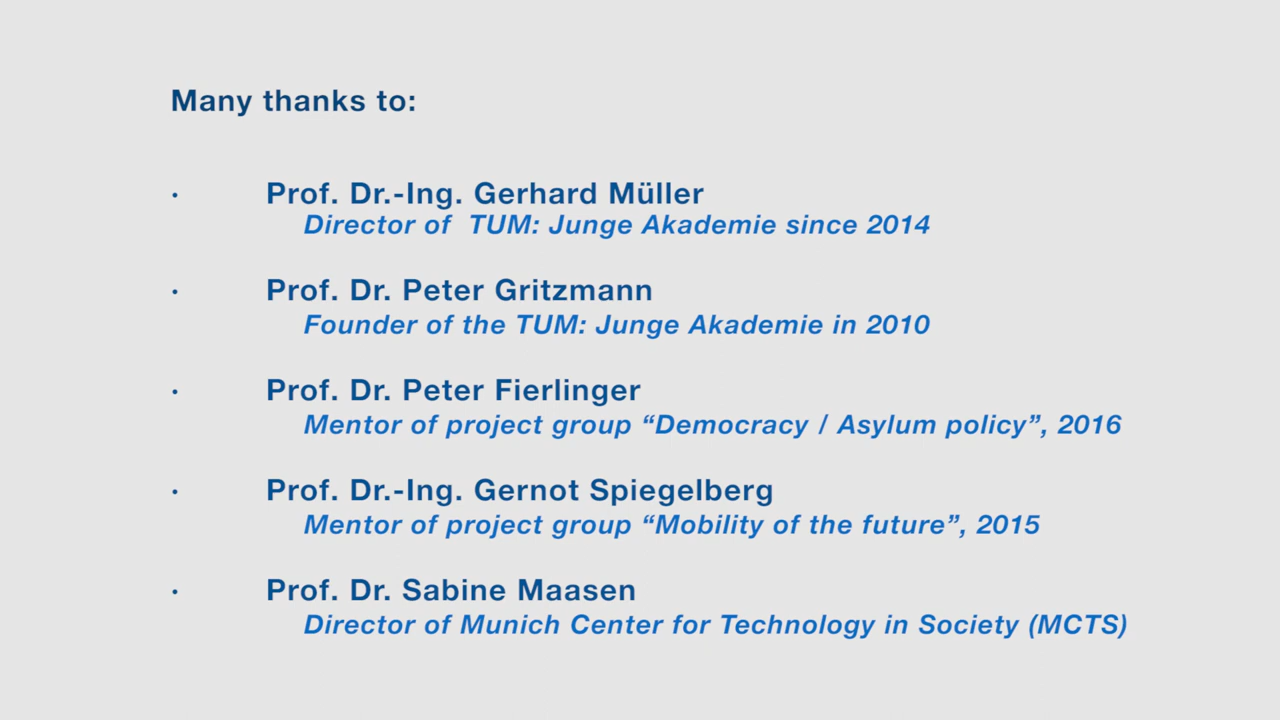 Many thanks to:
· Prof. Dr.-Ing. Gerhard Müller
Director of  TUM: Junge Akademie since 2014
· Prof. Dr. Peter Gritzmann
Founder of the TUM: Junge Akademie in 2010
· Prof. Dr. Peter Fierlinger
Mentor of project group “Democracy / Asylum policy”, 2016
· Prof. Dr.-Ing. Gernot Spiegelberg
Mentor of project group “Mobility of the future”, 2015
· Prof. Dr. Sabine Maasen
Director of Munich Center for Technology in Society (MCTS)